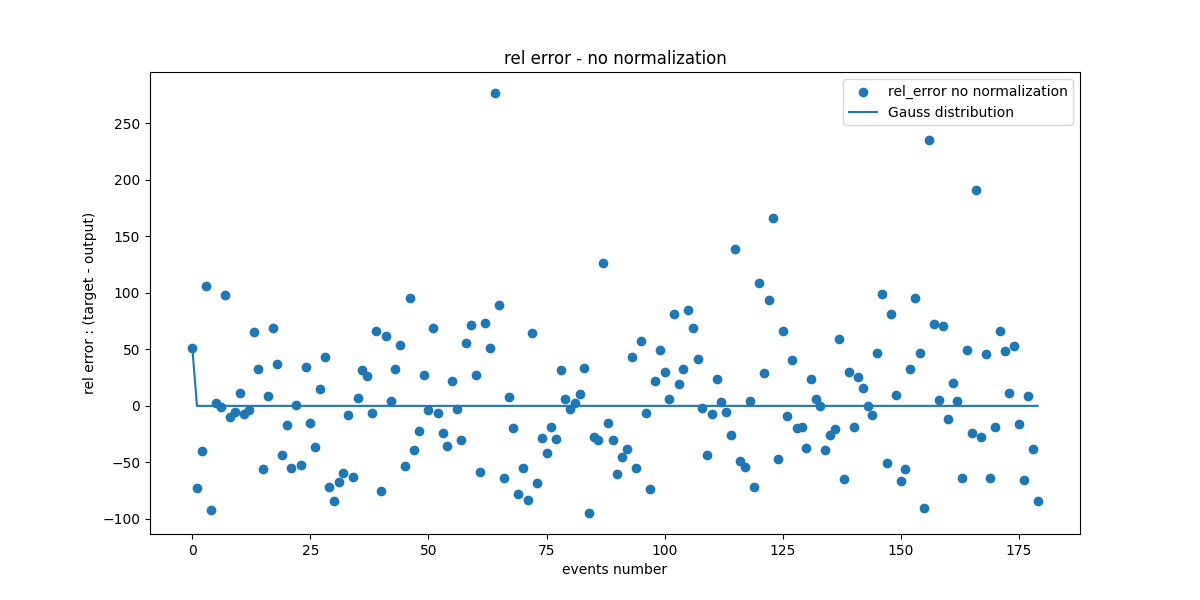 rel error - no normalization
rel_error no normalization
Gauss distribution
rel error : (target - output)
250
200
150
100
50
0
−50
−100
0 25 50 75 100 125 150 175
events number